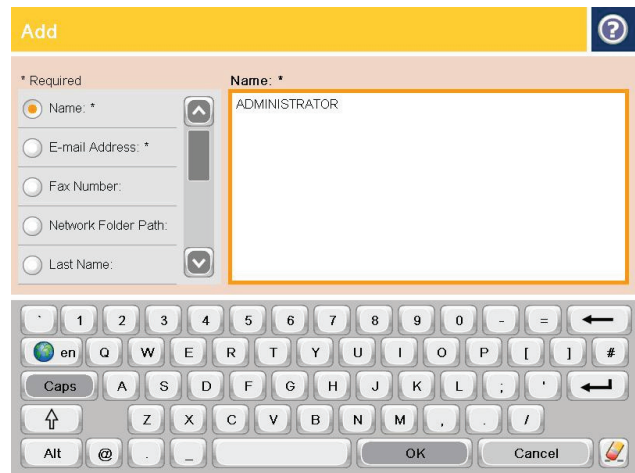 Add
?
* Required
Name: *
Name: *
ADMINISTRATOR
E-mail Address: *
Fax Number:
Network Folder Path:
Last Name:
` 1 2 3 4 5 6 7 8 9 0 - =
en Q W E R T Y U I O P [ ] #
Caps A S D F G H J K L ; '
Z X C V B N M , . /
Alt @ . _ OK Cancel